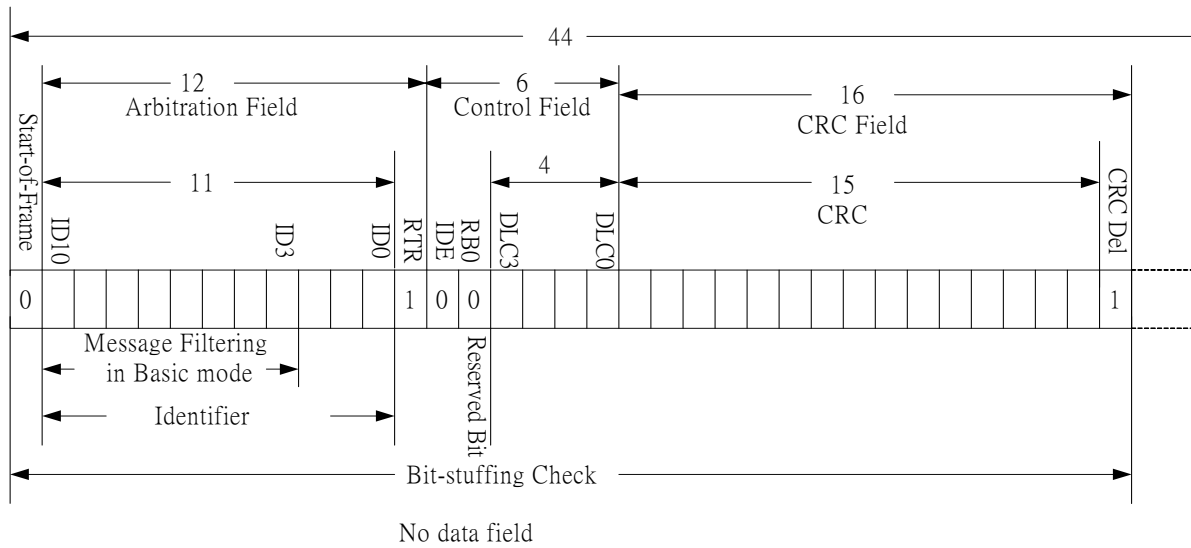 44
12
Arbitration Field
6
Control Field
16
CRC Field
Start-of-Frame
11
4
15
CRC
CRC Del
ID10
ID3
ID0
RTR
IDE
RB0
DLC3
DLC0
0
1
0
0
1
Message Filtering
in Basic mode
Reserved Bit
Identifier
Bit-stuffing Check
No data field